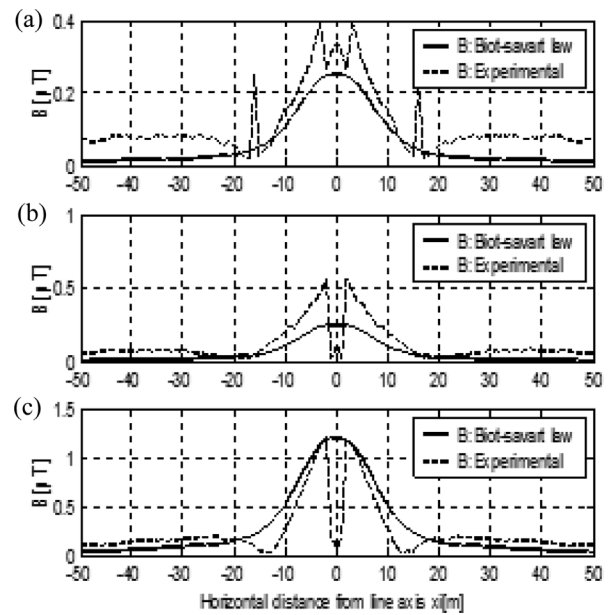 (a)
0.4
0.2
0
B [μ T]
B: Biot-savart law
B: Experimental
-50 -40 -30 -20 -10 0 10 20 30 40 50
(b)
1
0.5
0
B [μ T]
B: Biot-savart law
B: Experimental
-50 -40 -30 -20 -10 0 10 20 30 40 50
(c)
1.5
1
0.5
0
B [μ T]
B: Biot-savart law
B: Experimental
-50 -40 -30 -20 -10 0 10 20 30 40 50
Horizontal distance from line axis xi[m]